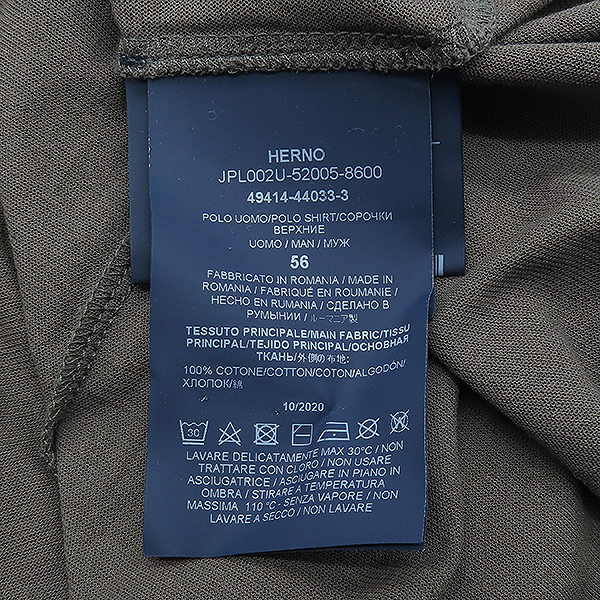 HERNO
JPL002U-52005-8600
49414-44033-3
POLO UOMO/POLO SHIRT/СОРОЧКИ
ВЕРХНИЕ
UOMO / MAN / МУЖ
56
FABBRICATO IN ROMANIA / MADE IN
ROMANIA / FABRIQUÉ EN ROUMANIE /
HECHO EN RUMANIA / СДЕЛАНО В
РУМЫНИИ / ルーマニア製
TESSUTO PRINCIPALE/MAIN FABRIC/TISSU
PRINCIPAL/TEJIDO PRINCIPAL/ОСНОВНАЯ
ТКАНЬ/外側の布地:
100% COTONE/COTTON/COTON/ALGODÓN/
ХЛОПОК/綿
10/2020
30
LAVARE DELICATAMENTE MAX 30°C / NON
TRATTARE CON CLORO / NON USARE
ASCIUGATRICE / ASCIUGARE IN PIANO IN
OMBRA / STIRARE A TEMPERATURA
MASSIMA 110 °C - SENZA VAPORE / NON
LAVARE A SECCO / NON LAVARE